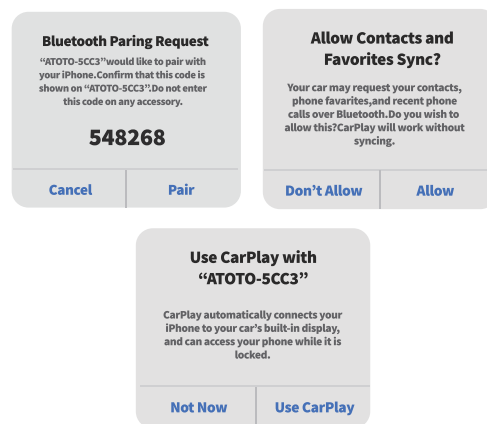 Bluetooth Paring Request
“ATOTO-5CC3”would like to pair with
your iPhone.Confirm that this code is
shown on “ATOTO-5CC3”.Do not enter
this code on any accessory.
548268
Cancel
Pair
Allow Contacts and
Favorites Sync?
Your car may request your contacts,
phone favarites,and recent phone
calls over Bluetooth.Do you wish to
allow this?CarPlay will work without
syncing.
Don’t Allow
Allow
Use CarPlay with
“ATOTO-5CC3”
CarPlay automatically connects your
iPhone to your car’s built-in display,
and can access your phone while it is
locked.
Not Now
Use CarPlay